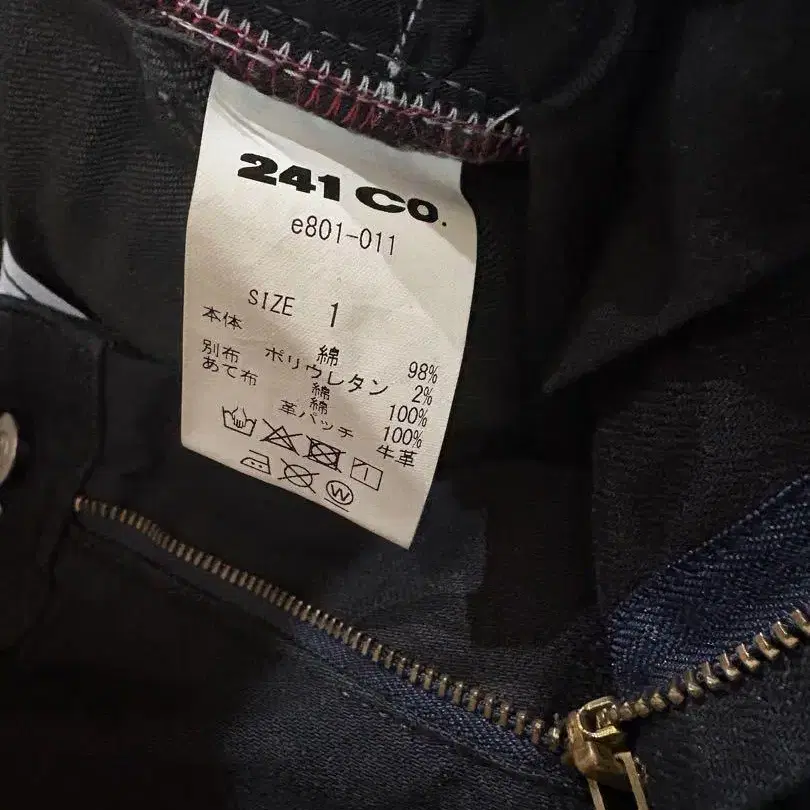 241 CO.
e801-011
SIZE 1
本体 綿 98%
ポリウレタン 2%
別布 綿 100%
あて布 綿 100%
革パッチ 牛革
W